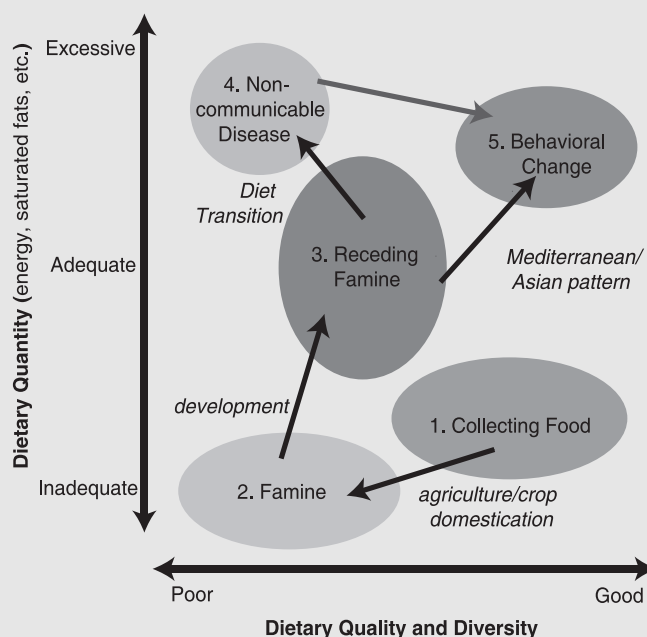 Dietary Quantity (energy, saturated fats, etc.)
Excessive
Adequate
Inadequate
4. Non-
communicable
Disease
5. Behavioral
Change
Diet
Transition
3. Receding
Famine
Mediterranean/
Asian pattern
development
1. Collecting Food
2. Famine
agriculture/crop
domestication
Poor
Good
Dietary Quality and Diversity